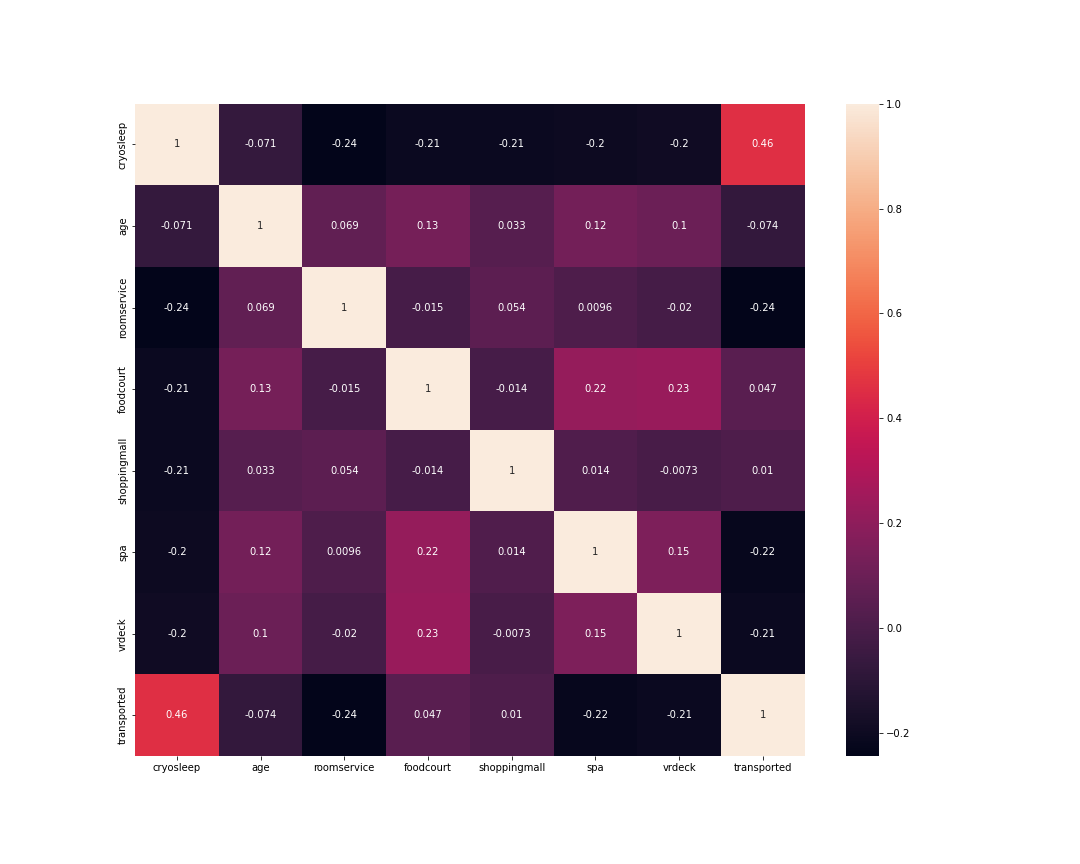 cryosleep 1 -0.071 -0.24 -0.21 -0.21 -0.2 -0.2 0.46
age -0.071 1 0.069 0.13 0.033 0.12 0.1 -0.074
roomservice -0.24 0.069 1 -0.015 0.054 0.0096 -0.02 -0.24
foodcourt -0.21 0.13 -0.015 1 -0.014 0.22 0.23 0.047
shoppingmall -0.21 0.033 0.054 -0.014 1 0.014 -0.0073 0.01
spa -0.2 0.12 0.0096 0.22 0.014 1 0.15 -0.22
vrdeck -0.2 0.1 -0.02 0.23 -0.0073 0.15 1 -0.21
transported 0.46 -0.074 -0.24 0.047 0.01 -0.22 -0.21 1
cryosleep age roomservice foodcourt shoppingmall spa vrdeck transported
1.0
0.8
0.6
0.4
0.2
0.0
−0.2